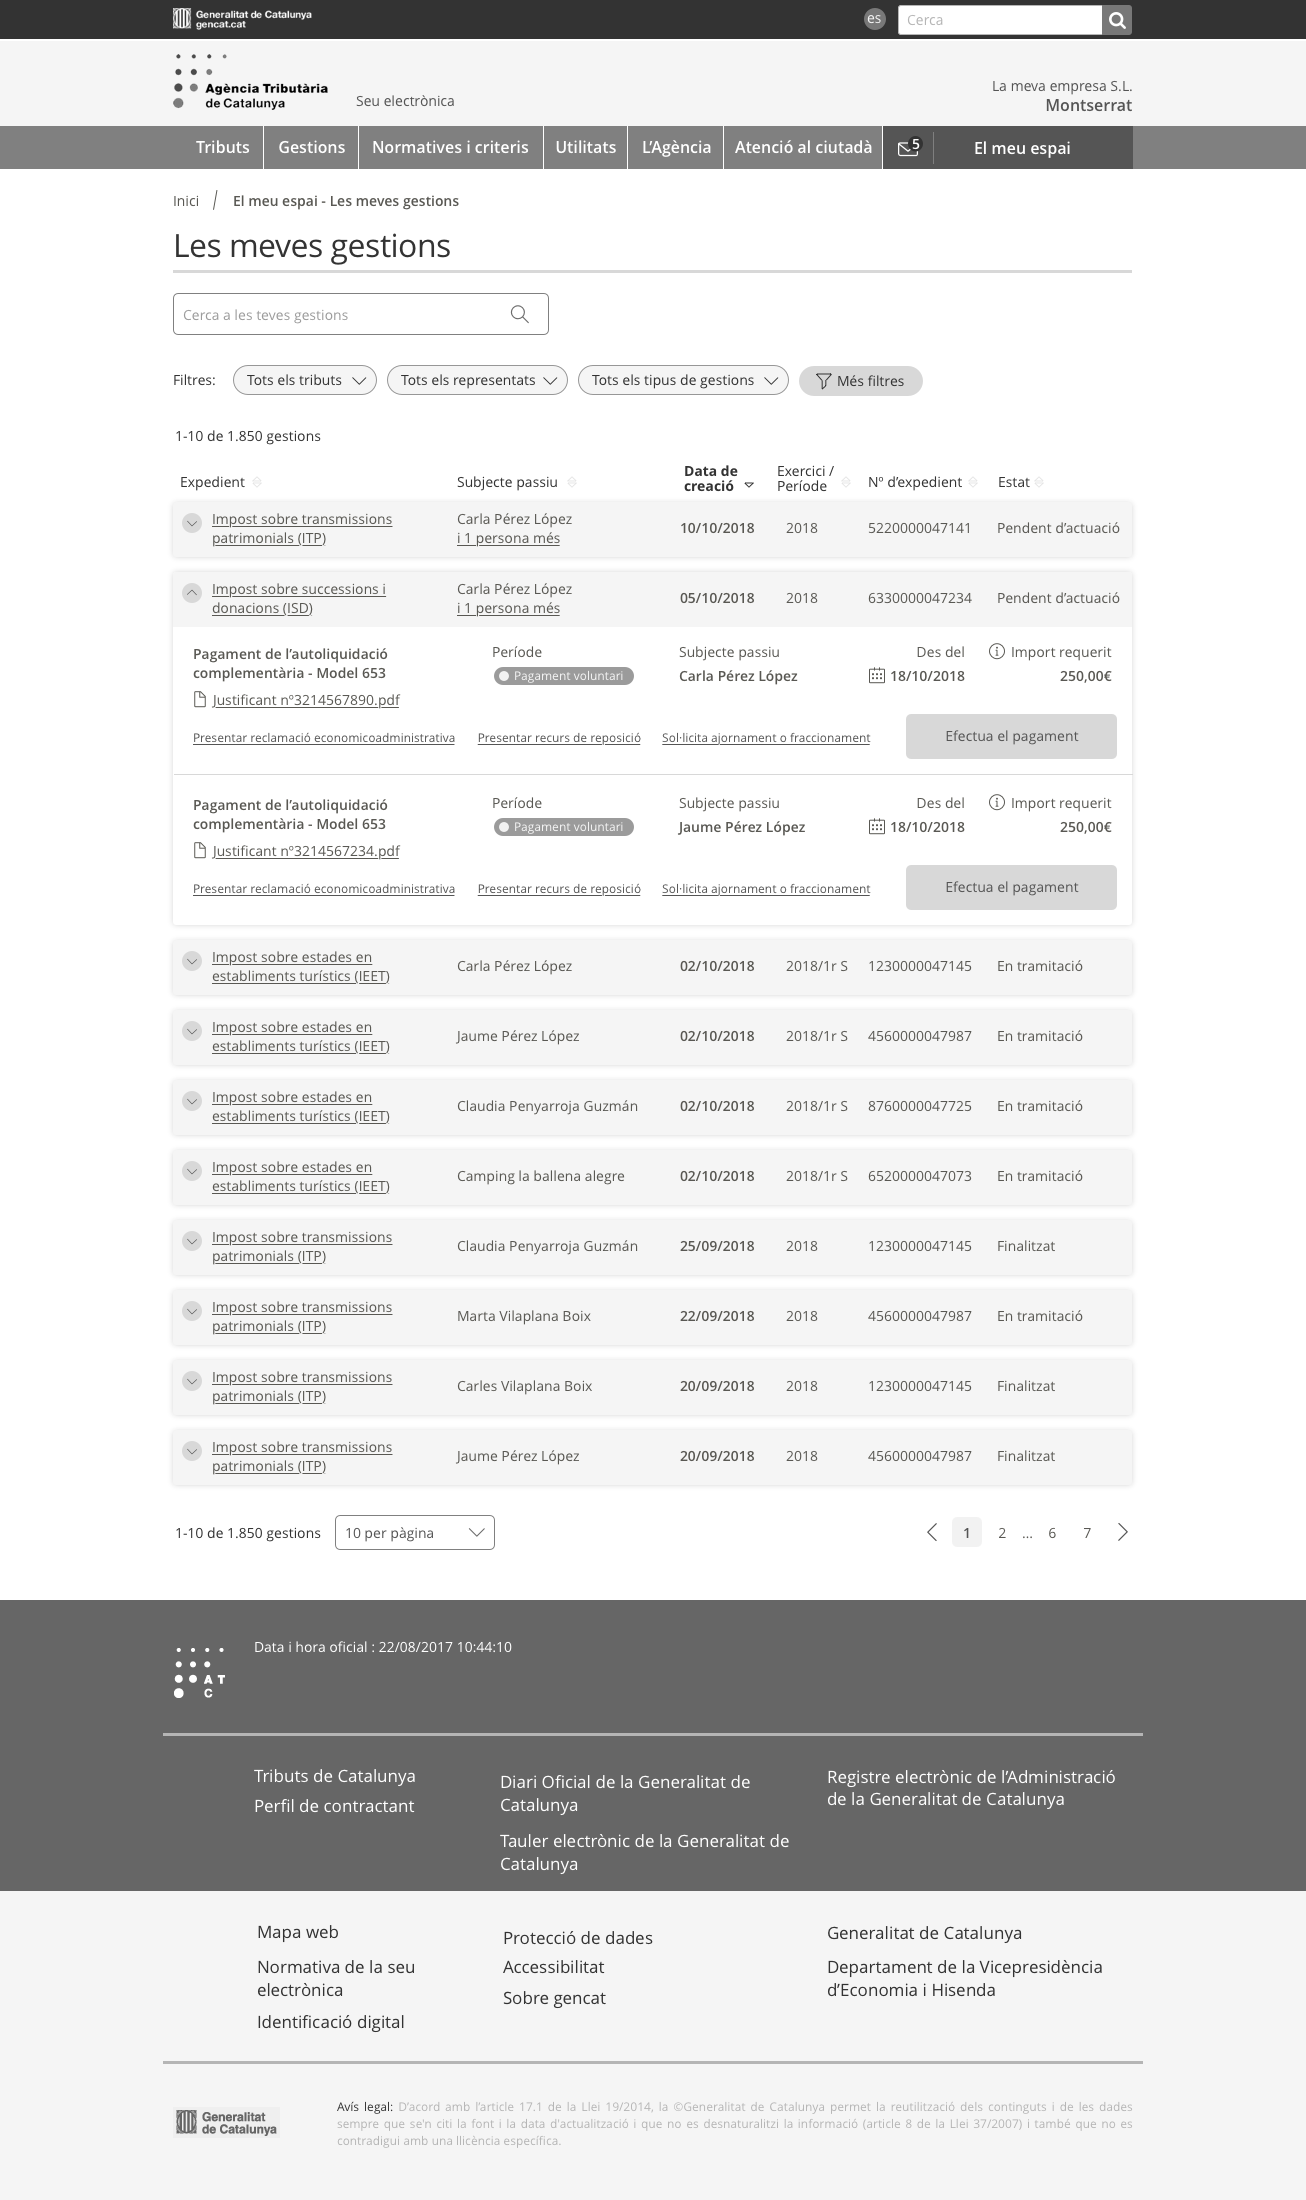 Generalitat de Catalunya
gencat.cat
es
Cerca
Agència Tributària
de Catalunya
Seu electrònica
La meva empresa S.L.
Montserrat
Tributs
Gestions
Normatives i criteris
Utilitats
L'Agència
Atenció al ciutadà
5
El meu espai
Inici / El meu espai - Les meves gestions
Les meves gestions
Cerca a les teves gestions
Filtres: Tots els tributs Tots els representats Tots els tipus de gestions Més filtres
1-10 de 1.850 gestions
Expedient
Subjecte passiu
Data de
creació
Exercici /
Període
Nº d'expedient
Estat
Impost sobre transmissions
patrimonials (ITP)
Carla Pérez López
i 1 persona més
10/10/2018 2018 5220000047141 Pendent d'actuació
Impost sobre successions i
donacions (ISD)
Carla Pérez López
i 1 persona més
05/10/2018 2018 6330000047234 Pendent d'actuació
Pagament de l'autoliquidació
complementària - Model 653
Justificant nº3214567890.pdf
Període
Pagament voluntari
Subjecte passiu
Carla Pérez López
Des del
18/10/2018
Import requerit
250,00€
Presentar reclamació economicoadministrativa
Presentar recurs de reposició
Sol·licita ajornament o fraccionament
Efectua el pagament
Pagament de l'autoliquidació
complementària - Model 653
Justificant nº3214567234.pdf
Període
Pagament voluntari
Subjecte passiu
Jaume Pérez López
Des del
18/10/2018
Import requerit
250,00€
Presentar reclamació economicoadministrativa
Presentar recurs de reposició
Sol·licita ajornament o fraccionament
Efectua el pagament
Impost sobre estades en
establiments turístics (IEET)
Carla Pérez López 02/10/2018 2018/1r S 1230000047145 En tramitació
Impost sobre estades en
establiments turístics (IEET)
Jaume Pérez López 02/10/2018 2018/1r S 4560000047987 En tramitació
Impost sobre estades en
establiments turístics (IEET)
Claudia Penyarroja Guzmán 02/10/2018 2018/1r S 8760000047725 En tramitació
Impost sobre estades en
establiments turístics (IEET)
Camping la ballena alegre 02/10/2018 2018/1r S 6520000047073 En tramitació
Impost sobre transmissions
patrimonials (ITP)
Claudia Penyarroja Guzmán 25/09/2018 2018 1230000047145 Finalitzat
Impost sobre transmissions
patrimonials (ITP)
Marta Vilaplana Boix 22/09/2018 2018 4560000047987 En tramitació
Impost sobre transmissions
patrimonials (ITP)
Carles Vilaplana Boix 20/09/2018 2018 1230000047145 Finalitzat
Impost sobre transmissions
patrimonials (ITP)
Jaume Pérez López 20/09/2018 2018 4560000047987 Finalitzat
1-10 de 1.850 gestions 10 per pàgina 1 2 ... 6 7
Data i hora oficial : 22/08/2017 10:44:10
A T
C
Tributs de Catalunya
Perfil de contractant
Diari Oficial de la Generalitat de
Catalunya
Tauler electrònic de la Generalitat de
Catalunya
Registre electrònic de l'Administració
de la Generalitat de Catalunya
Mapa web
Normativa de la seu
electrònica
Identificació digital
Protecció de dades
Accessibilitat
Sobre gencat
Generalitat de Catalunya
Departament de la Vicepresidència
d'Economia i Hisenda
Generalitat
de Catalunya
Avís legal: D'acord amb l'article 17.1 de la Llei 19/2014, la ©Generalitat de Catalunya permet la reutilització dels continguts i de les dades
sempre que se'n citi la font i la data d'actualització i que no es desnaturalitzi la informació (article 8 de la Llei 37/2007) i també que no es
contradigui amb una llicència específica.